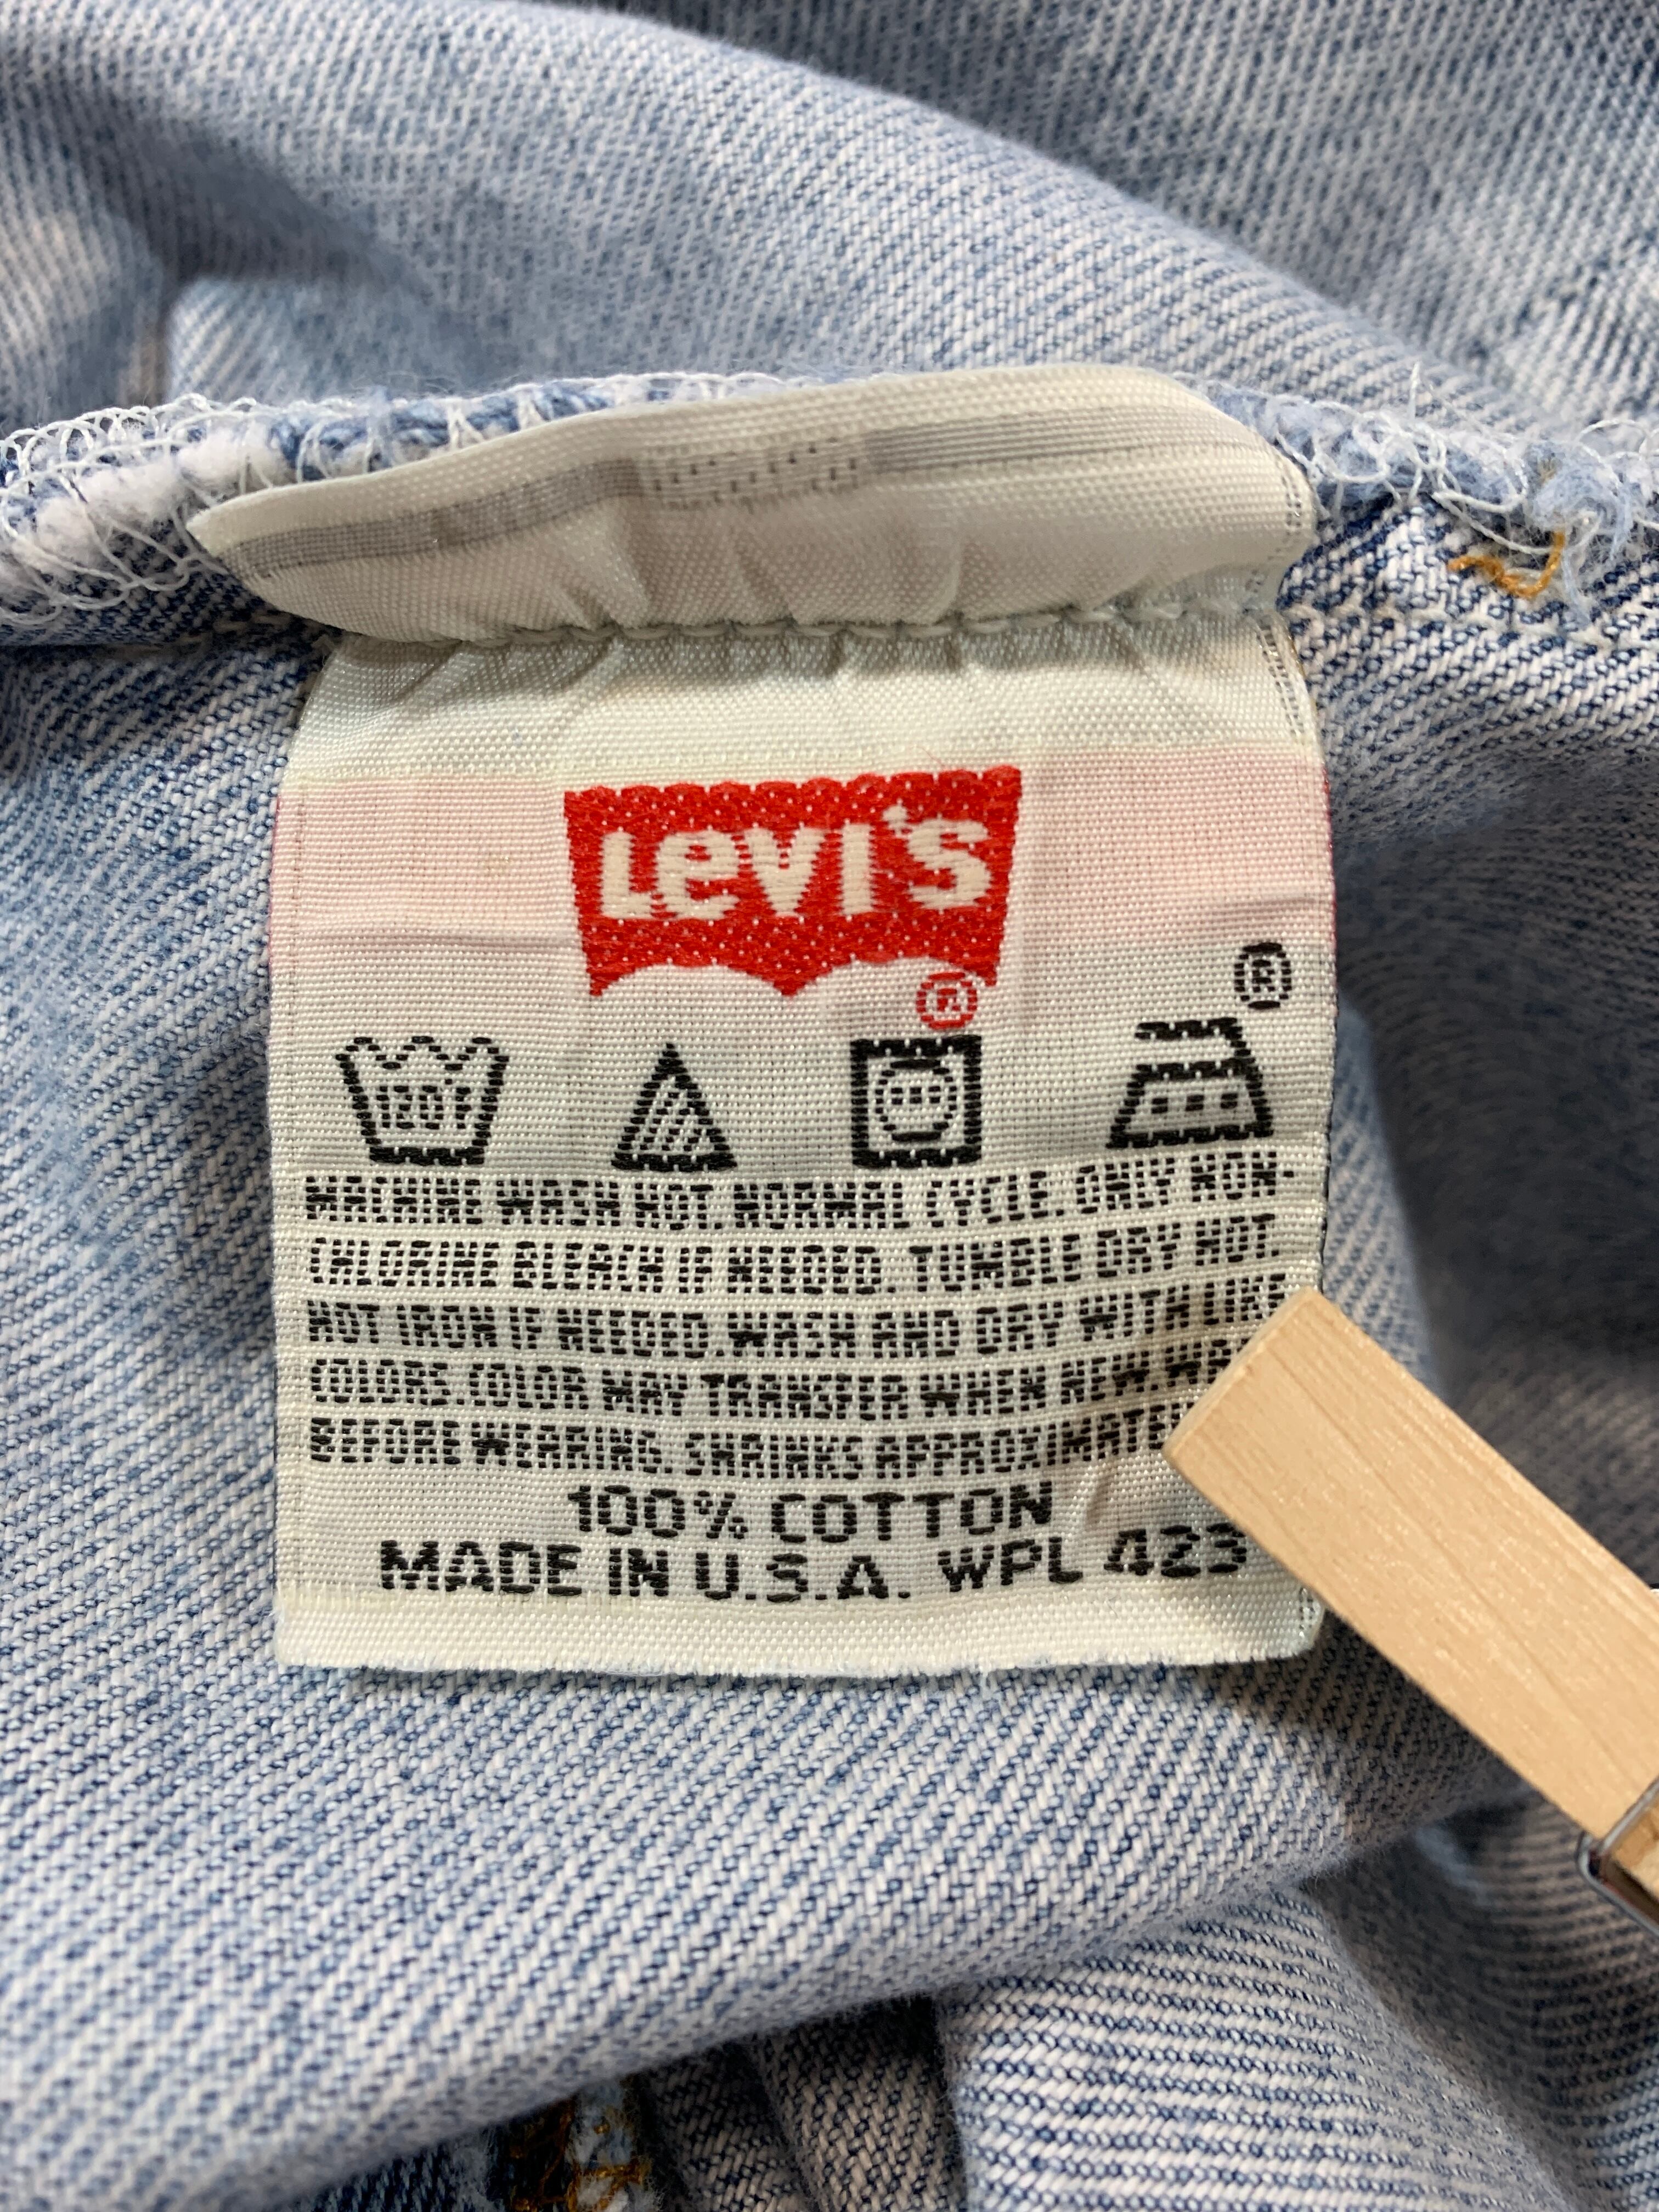 Levi's
®
®
120°F
MACHINE WASH HOT. NORMAL CYCLE. ONLY NON-
CHLORINE BLEACH IF NEEDED. TUMBLE DRY HOT.
HOT IRON IF NEEDED. WASH AND DRY WITH LIKE
COLORS. COLOR MAY TRANSFER WHEN NEW.
BEFORE WEARING. SHRINKS
100% COTTON
MADE IN U.S.A. WPL 423